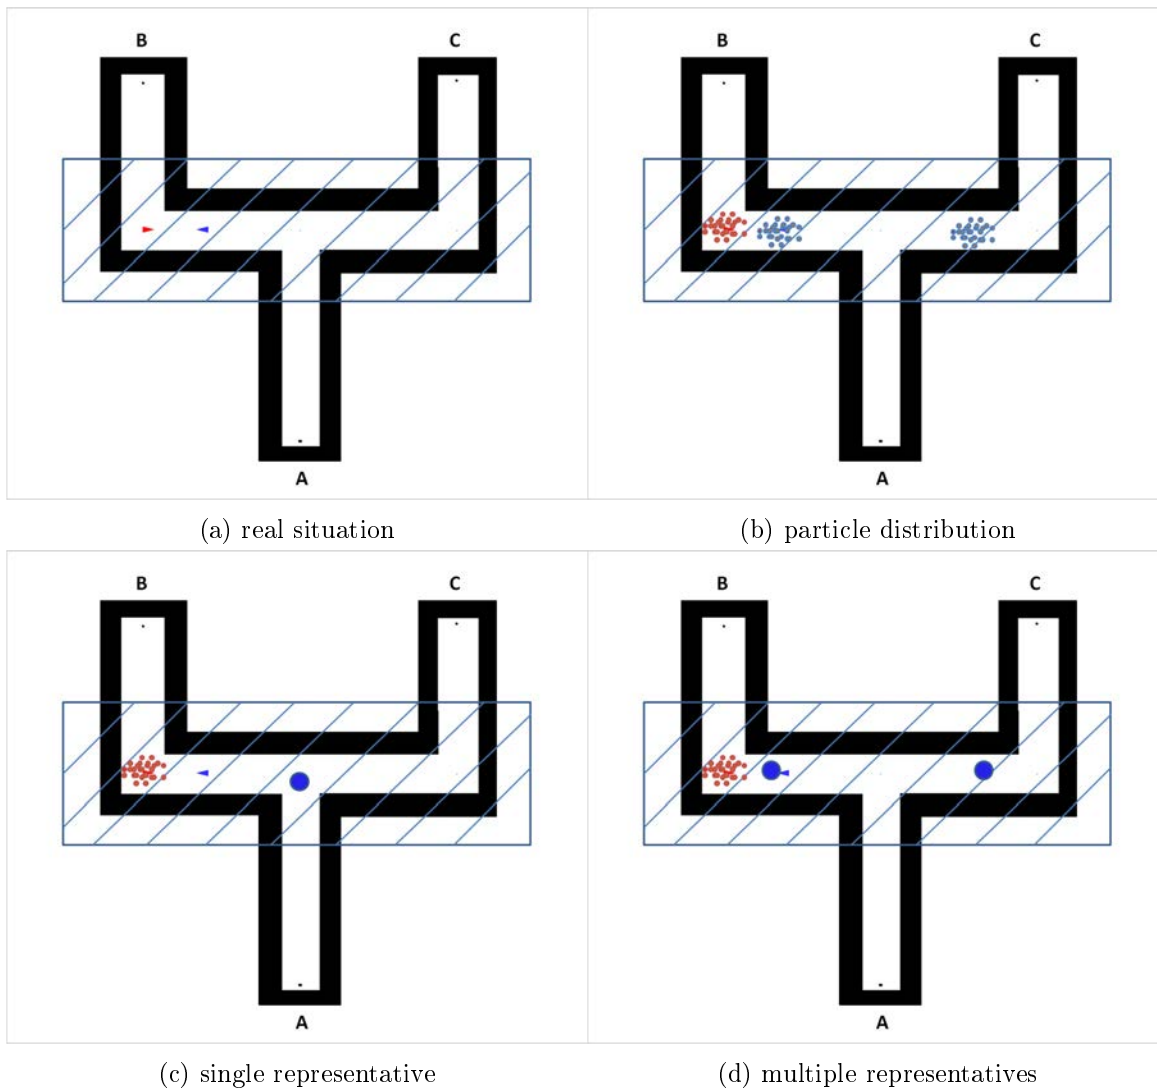 B
C
B
C
A
A
(a) real situation
(b) particle distribution
B
C
B
C
A
A
(c) single representative
(d) multiple representatives